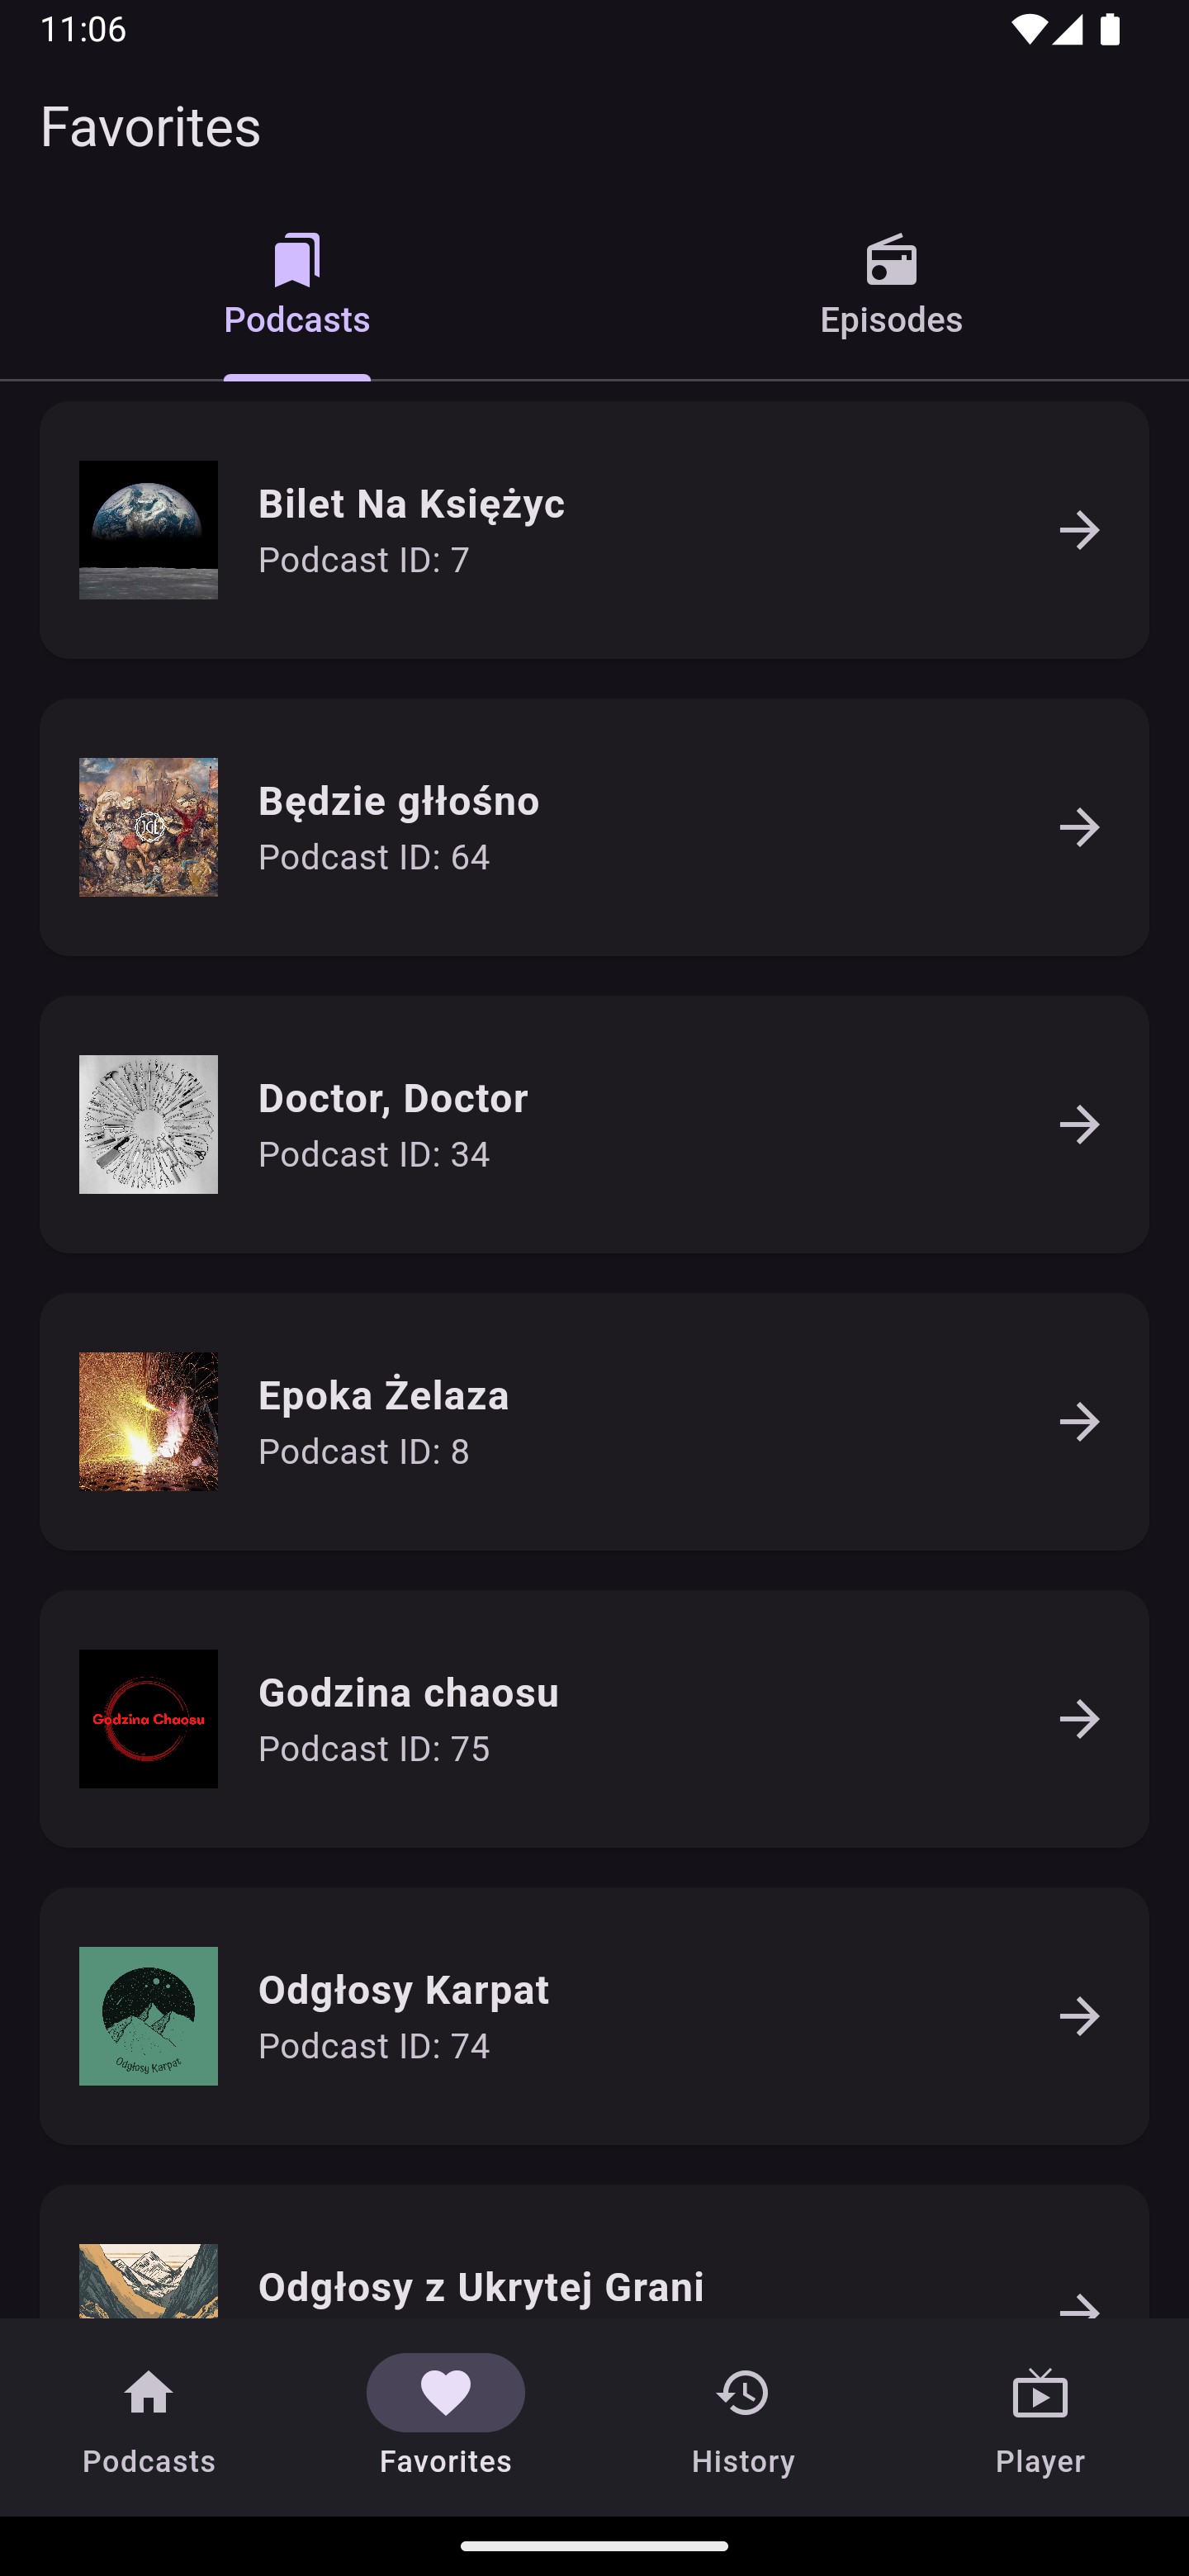 11:06
Favorites
Podcasts
Episodes
Bilet Na Księżyc
Podcast ID: 7
Będzie głłośno
Podcast ID: 64
Doctor, Doctor
Podcast ID: 34
Epoka Żelaza
Podcast ID: 8
Godzina Chaosu
Godzina chaosu
Podcast ID: 75
Odgłosy Karpat
Odgłosy Karpat
Podcast ID: 74
Odgłosy z Ukrytej Grani
Podcasts
Favorites
History
Player